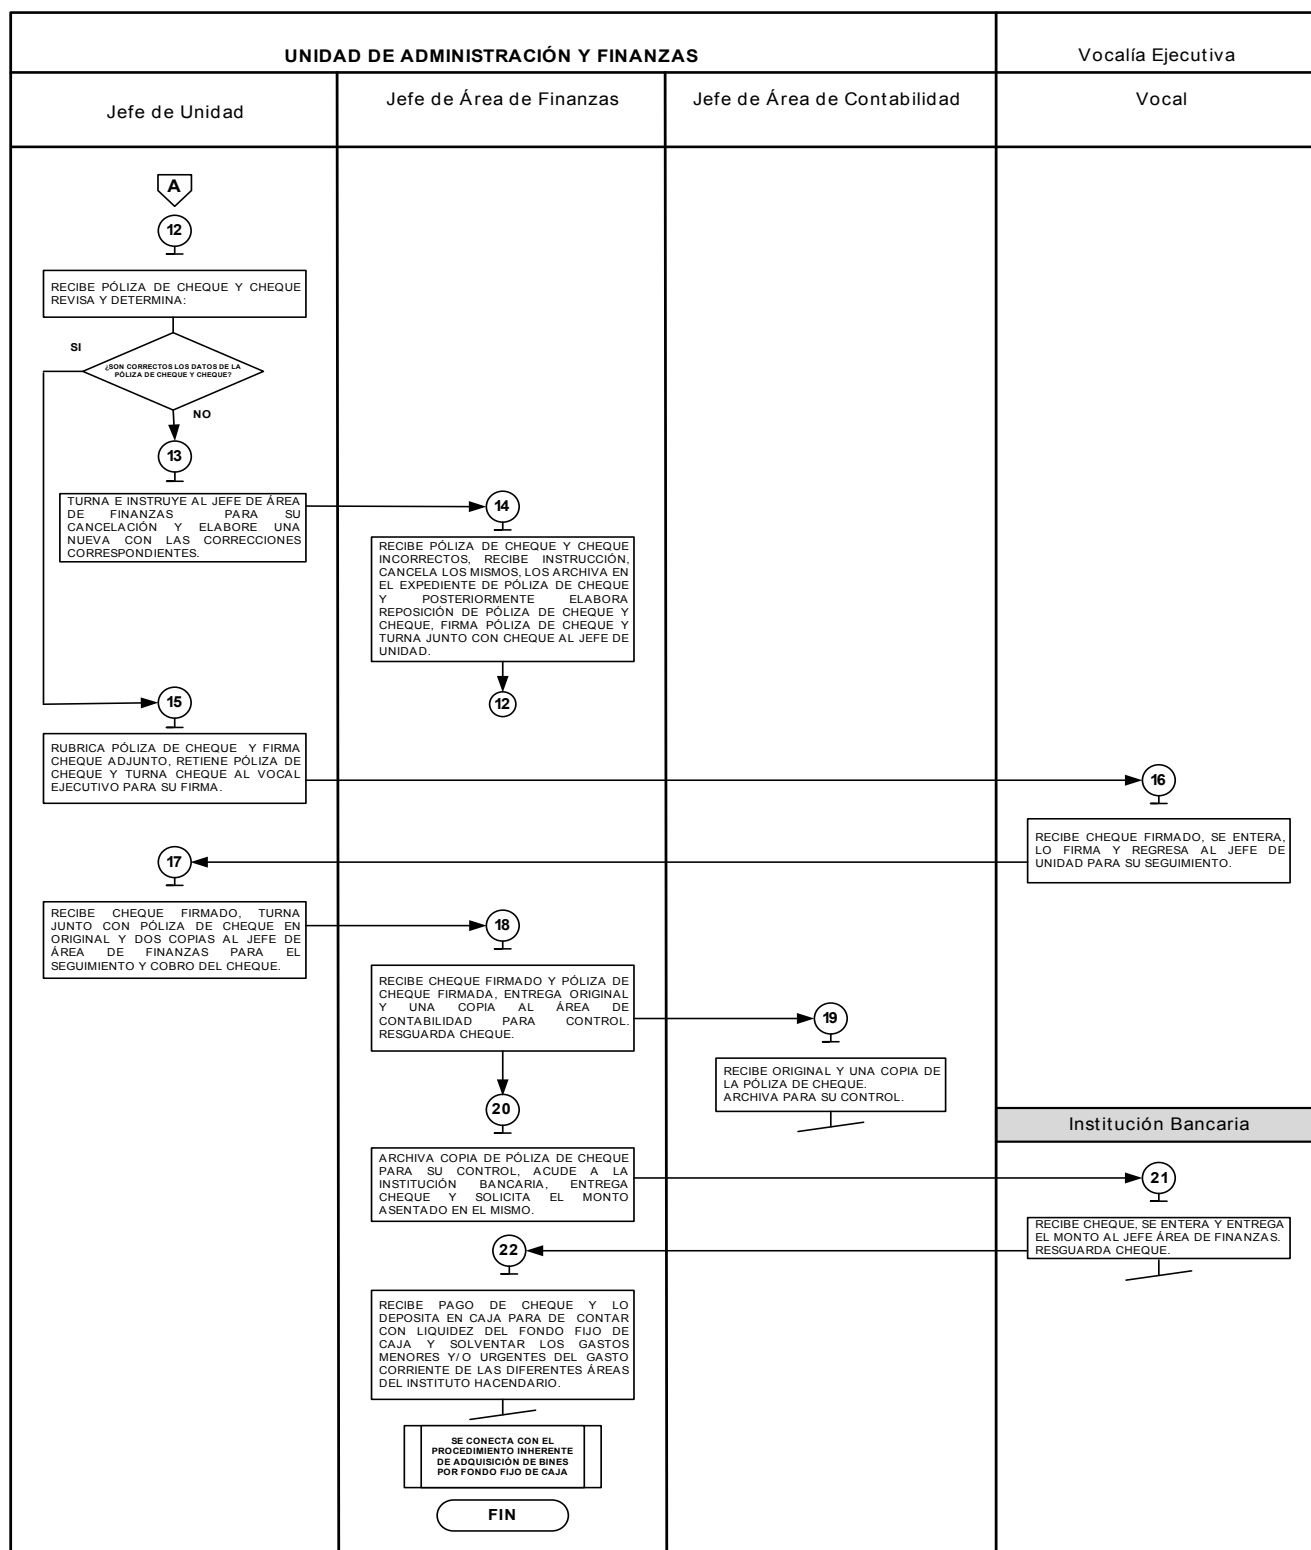 UNIDAD DE ADMINISTRACIÓN Y FINANZAS
Vocalía Ejecutiva
Jefe de Unidad
Jefe de Área de Finanzas
Jefe de Área de Contabilidad
Vocal
A
12
RECIBE PÓLIZA DE CHEQUE Y CHEQUE
REVISA Y DETERMINA:
SI
¿SON CORRECTOS LOS DATOS DE LA
PÓLIZA DE CHEQUE Y CHEQUE?
NO
13
TURNA E INSTRUYE AL JEFE DE ÁREA
DE FINANZAS PARA SU
CANCELACIÓN Y ELABORE UNA
NUEVA CON LAS CORRECCIONES
CORRESPONDIENTES.
14
RECIBE PÓLIZA DE CHEQUE Y CHEQUE
INCORRECTOS, RECIBE INSTRUCCIÓN,
CANCELA LOS MISMOS, LOS ARCHIVA EN
EL EXPEDIENTE DE PÓLIZA DE CHEQUE
Y POSTERIORMENTE ELABORA
REPOSICIÓN DE PÓLIZA DE CHEQUE Y
CHEQUE, FIRMA PÓLIZA DE CHEQUE Y
TURNA JUNTO CON CHEQUE AL JEFE DE
UNIDAD.
12
15
RUBRICA PÓLIZA DE CHEQUE Y FIRMA
CHEQUE ADJUNTO, RETIENE PÓLIZA DE
CHEQUE Y TURNA CHEQUE AL VOCAL
EJECUTIVO PARA SU FIRMA.
16
RECIBE CHEQUE FIRMADO, SE ENTERA,
LO FIRMA Y REGRESA AL JEFE DE
UNIDAD PARA SU SEGUIMIENTO.
17
RECIBE CHEQUE FIRMADO, TURNA
JUNTO CON PÓLIZA DE CHEQUE EN
ORIGINAL Y DOS COPIAS AL JEFE DE
ÁREA DE FINANZAS PARA EL
SEGUIMIENTO Y COBRO DEL CHEQUE.
18
RECIBE CHEQUE FIRMADO Y PÓLIZA DE
CHEQUE FIRMADA, ENTREGA ORIGINAL
Y UNA COPIA AL ÁREA DE
CONTABILIDAD PARA CONTROL.
RESGUARDA CHEQUE.
19
RECIBE ORIGINAL Y UNA COPIA DE
LA PÓLIZA DE CHEQUE.
ARCHIVA PARA SU CONTROL.
20
Institución Bancaria
ARCHIVA COPIA DE PÓLIZA DE CHEQUE
PARA SU CONTROL, ACUDE A LA
INSTITUCIÓN BANCARIA, ENTREGA
CHEQUE Y SOLICITA EL MONTO
ASENTADO EN EL MISMO.
21
RECIBE CHEQUE, SE ENTERA Y ENTREGA
EL MONTO AL JEFE ÁREA DE FINANZAS.
RESGUARDA CHEQUE.
22
RECIBE PAGO DE CHEQUE Y LO
DEPOSITA EN CAJA PARA DE CONTAR
CON LIQUIDEZ DEL FONDO FIJO DE
CAJA Y SOLVENTAR LOS GASTOS
MENORES Y/O URGENTES DEL GASTO
CORRIENTE DE LAS DIFERENTES ÁREAS
DEL INSTITUTO HACENDARIO.
SE CONECTA CON EL
PROCEDIMIENTO INHERENTE
DE ADQUISICIÓN DE BINES
POR FONDO FIJO DE CAJA
FIN